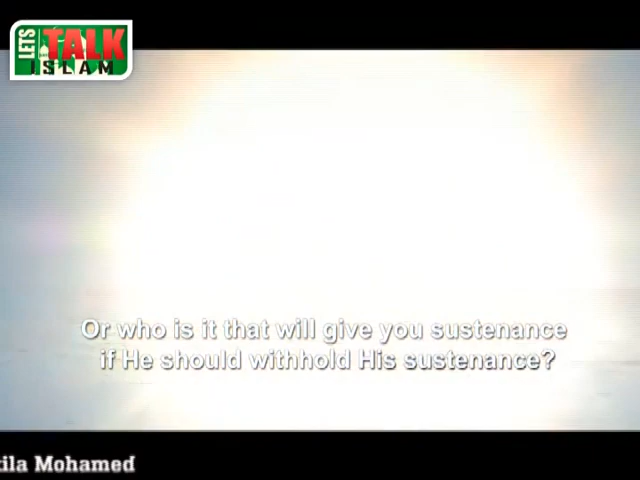 LETS TALK
ISLAM
Or who is it that will give you sustenance
if He should withhold His sustenance?
Mohamed